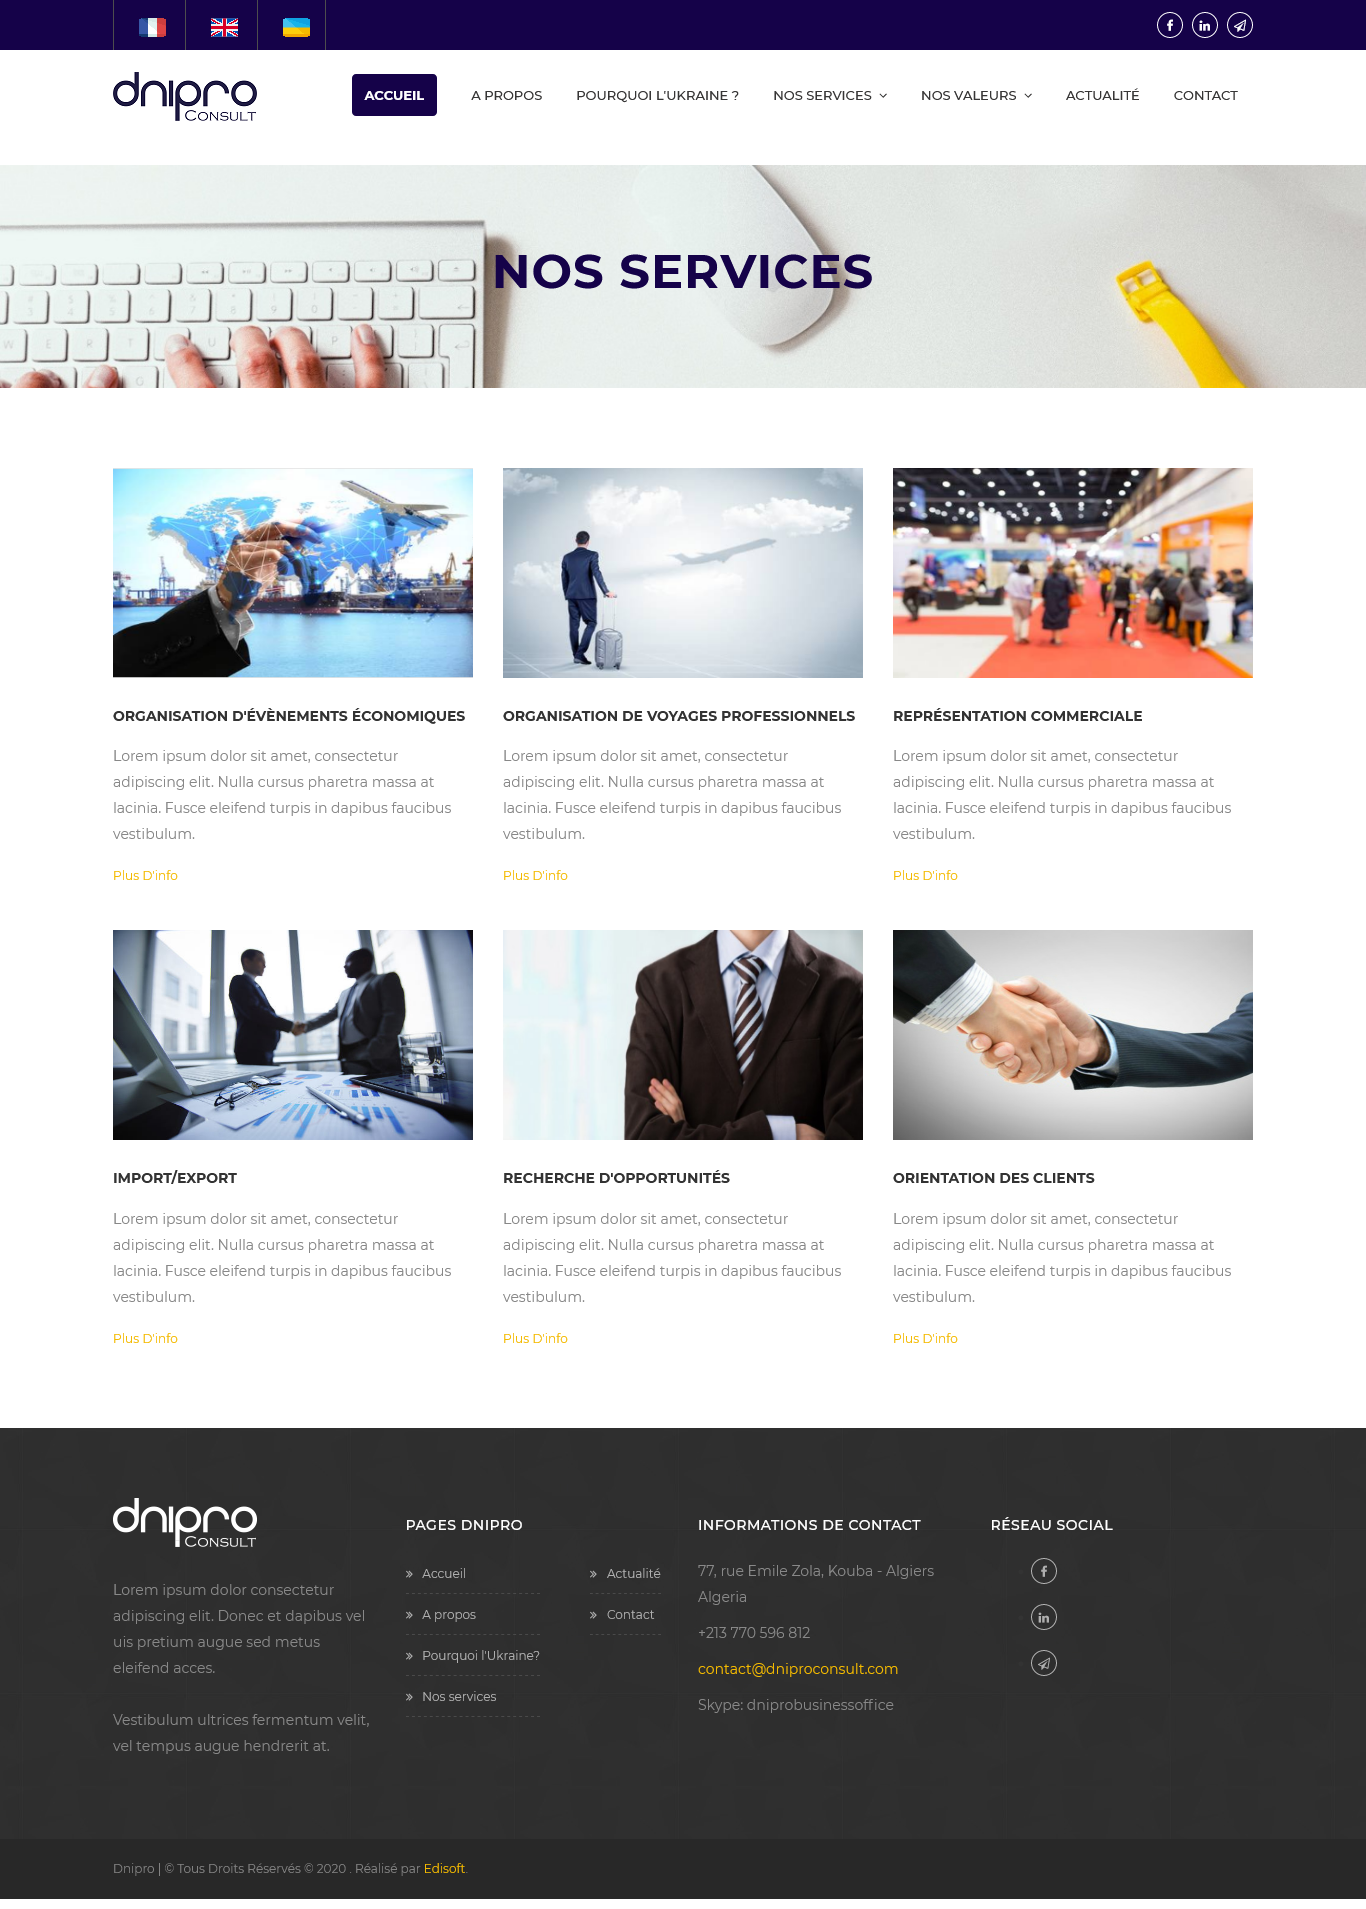 dnipro
CONSULT
ACCUEIL
A PROPOS
POURQUOI L'UKRAINE ?
NOS SERVICES
NOS VALEURS
ACTUALITÉ
CONTACT
NOS SERVICES
ORGANISATION D'ÉVÈNEMENTS ÉCONOMIQUES
Lorem ipsum dolor sit amet, consectetur
adipiscing elit. Nulla cursus pharetra massa at
lacinia. Fusce eleifend turpis in dapibus faucibus
vestibulum.
Plus D'info
ORGANISATION DE VOYAGES PROFESSIONNELS
Lorem ipsum dolor sit amet, consectetur
adipiscing elit. Nulla cursus pharetra massa at
lacinia. Fusce eleifend turpis in dapibus faucibus
vestibulum.
Plus D'info
REPRÉSENTATION COMMERCIALE
Lorem ipsum dolor sit amet, consectetur
adipiscing elit. Nulla cursus pharetra massa at
lacinia. Fusce eleifend turpis in dapibus faucibus
vestibulum.
Plus D'info
IMPORT/EXPORT
Lorem ipsum dolor sit amet, consectetur
adipiscing elit. Nulla cursus pharetra massa at
lacinia. Fusce eleifend turpis in dapibus faucibus
vestibulum.
Plus D'info
RECHERCHE D'OPPORTUNITÉS
Lorem ipsum dolor sit amet, consectetur
adipiscing elit. Nulla cursus pharetra massa at
lacinia. Fusce eleifend turpis in dapibus faucibus
vestibulum.
Plus D'info
ORIENTATION DES CLIENTS
Lorem ipsum dolor sit amet, consectetur
adipiscing elit. Nulla cursus pharetra massa at
lacinia. Fusce eleifend turpis in dapibus faucibus
vestibulum.
Plus D'info
dnipro
CONSULT
Lorem ipsum dolor consectetur
adipiscing elit. Donec et dapibus vel
uis pretium augue sed metus
eleifend acces.
Vestibulum ultrices fermentum velit,
vel tempus augue hendrerit at.
PAGES DNIPRO
Accueil
A propos
Pourquoi l'Ukraine?
Nos services
Actualité
Contact
INFORMATIONS DE CONTACT
77, rue Emile Zola, Kouba - Algiers
Algeria
+213 770 596 812
contact@dniproconsult.com
Skype: dniprobusinessoffice
RÉSEAU SOCIAL
Dnipro | © Tous Droits Réservés © 2020 . Réalisé par Edisoft.